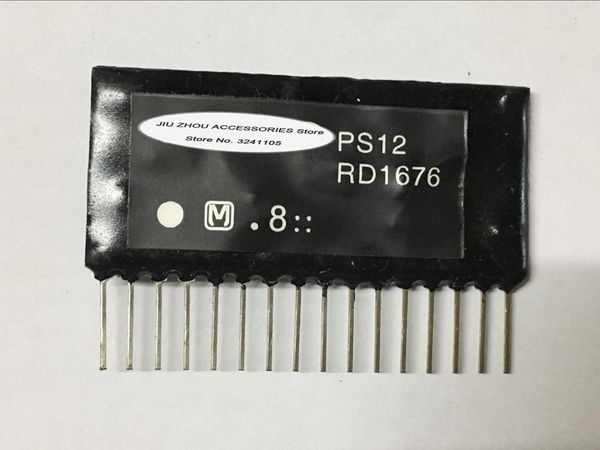 JIU ZHOU ACCESSORIES Store
Store No. 3241105
PS12
RD1676
M .8::